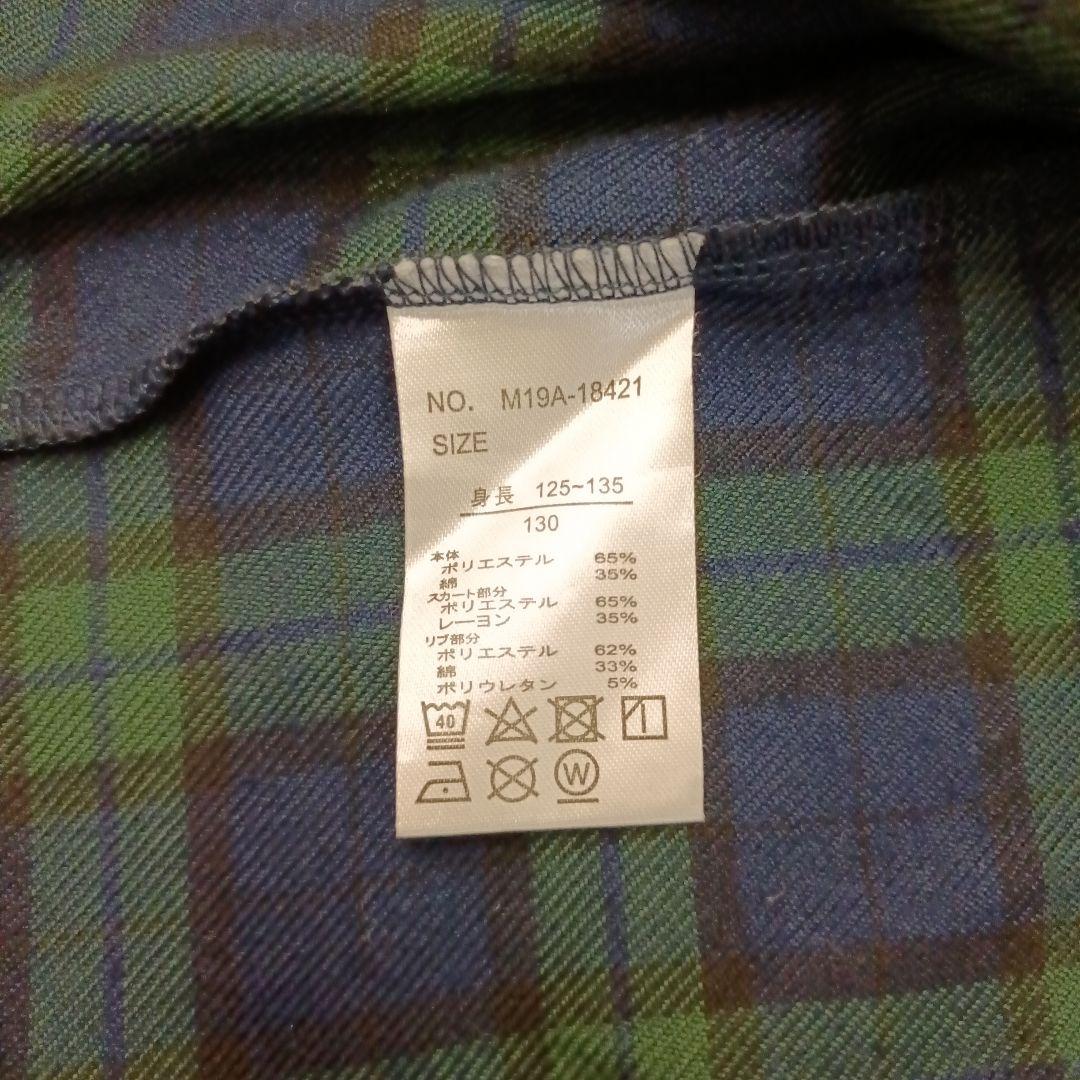 NO. M19A-18421
SIZE
身長 125~135
130
本体
ポリエステル 65%
綿 35%
スカート部分
ポリエステル 65%
レーヨン 35%
リブ部分
ポリエステル 62%
綿 33%
ポリウレタン 5%
40
W